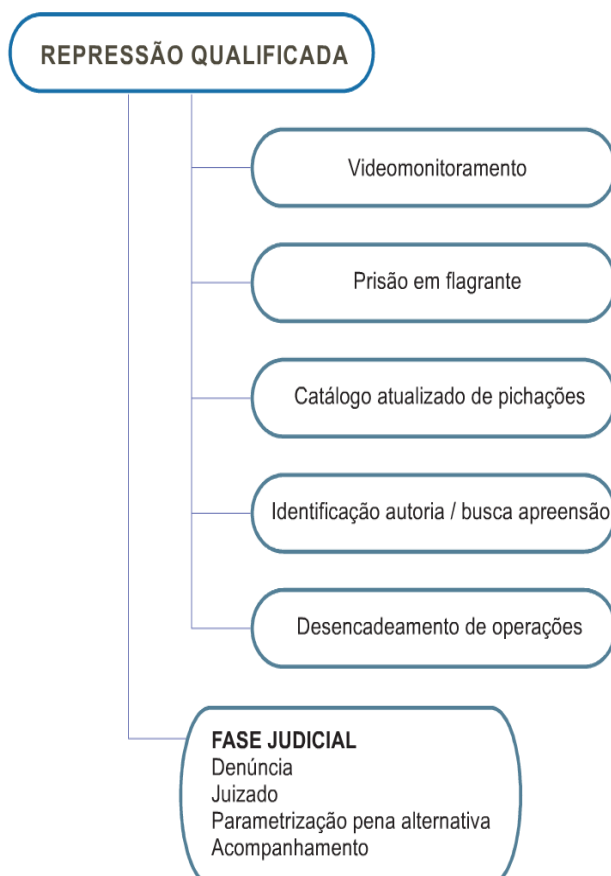 REPRESSÃO QUALIFICADA
Videomonitoramento
Prisão em flagrante
Catálogo atualizado de pichações
Identificação autoria / busca apreensão
Desencadeamento de operações
FASE JUDICIAL
Denúncia
Juizado
Parametrização pena alternativa
Acompanhamento